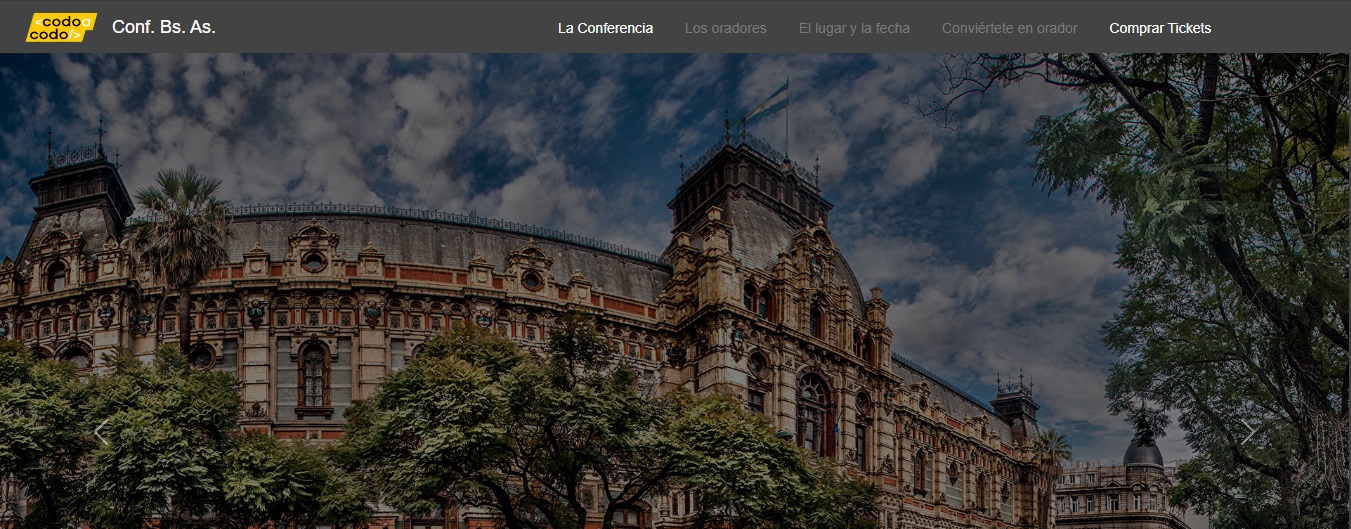 <codo a
codo/>
Conf. Bs. As.
La Conferencia
Los oradores
El lugar y la fecha
Conviértete en orador
Comprar Tickets